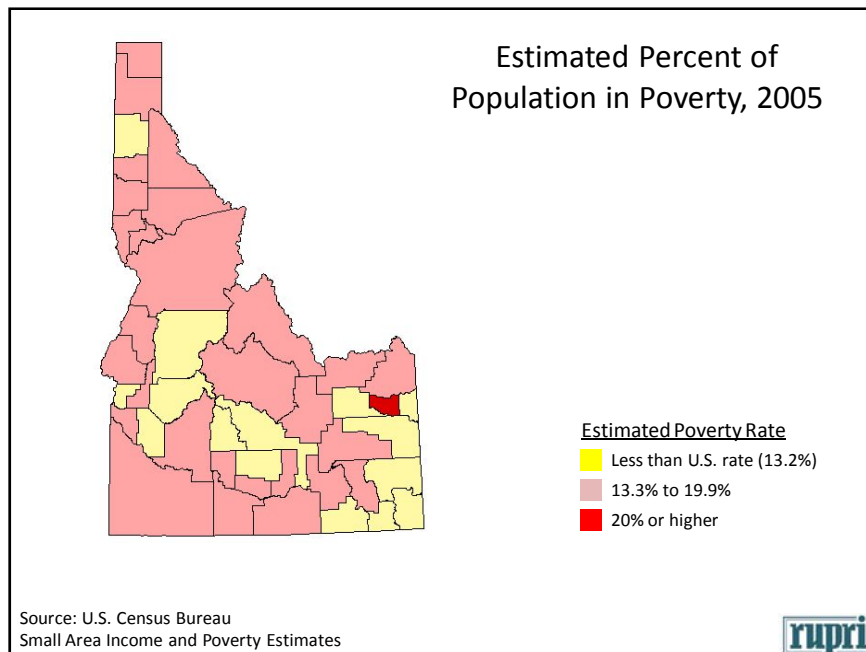 Estimated Percent of
Population in Poverty, 2005
Estimated Poverty Rate
Less than U.S. rate (13.2%)
13.3% to 19.9%
20% or higher
Source: U.S. Census Bureau
Small Area Income and Poverty Estimates
rupri